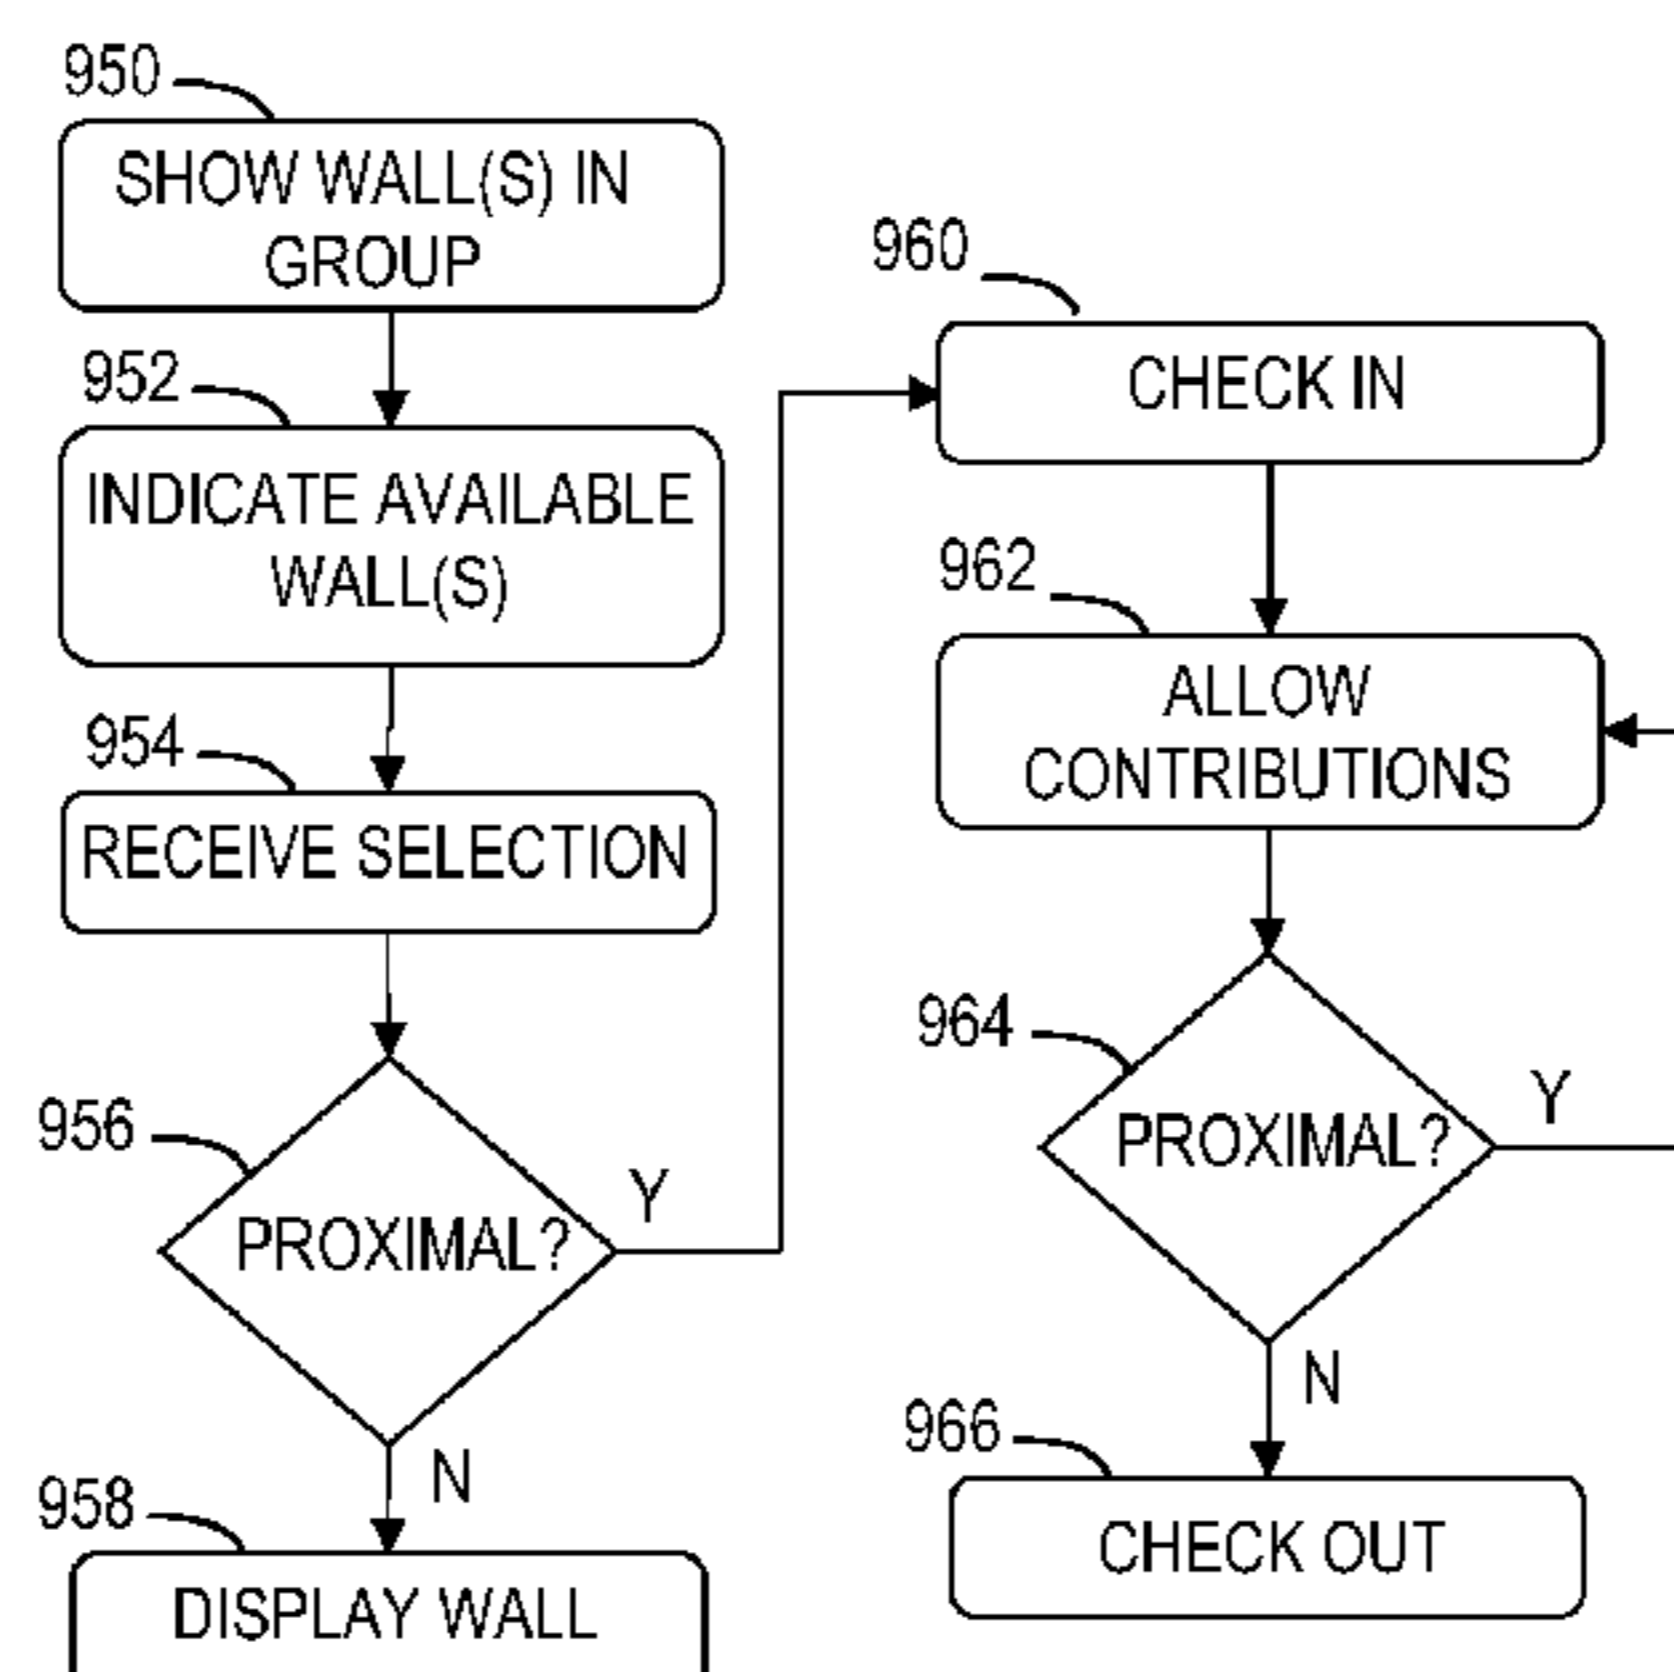 950
SHOW WALL(S) IN
GROUP
952
INDICATE AVAILABLE
WALL(S)
954
RECEIVE SELECTION
956
PROXIMAL?
Y
N
958
DISPLAY WALL
960
CHECK IN
962
ALLOW
CONTRIBUTIONS
964
PROXIMAL?
Y
N
966
CHECK OUT